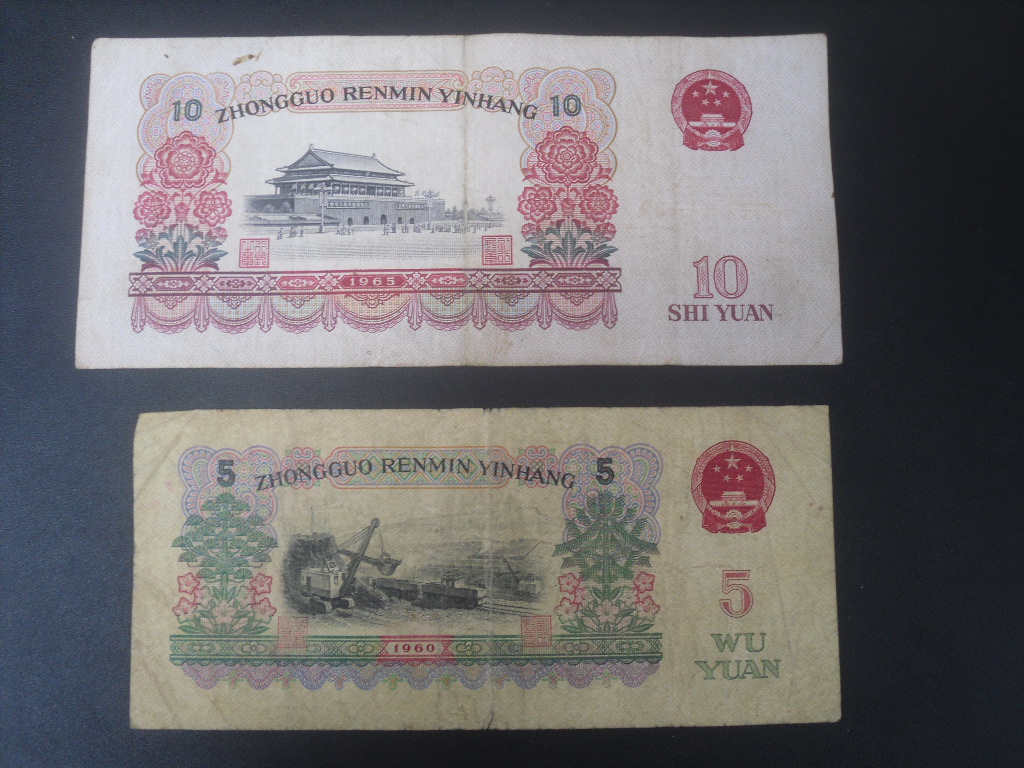 10 ZHONGGUO RENMIN YINHANG 10
1965
10
SHI YUAN
5 ZHONGGUO RENMIN YINHANG 5
1960
5
WU
YUAN